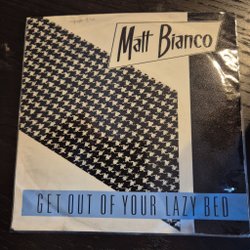 Matt Bianco
GET OUT OF YOUR LAZY BED